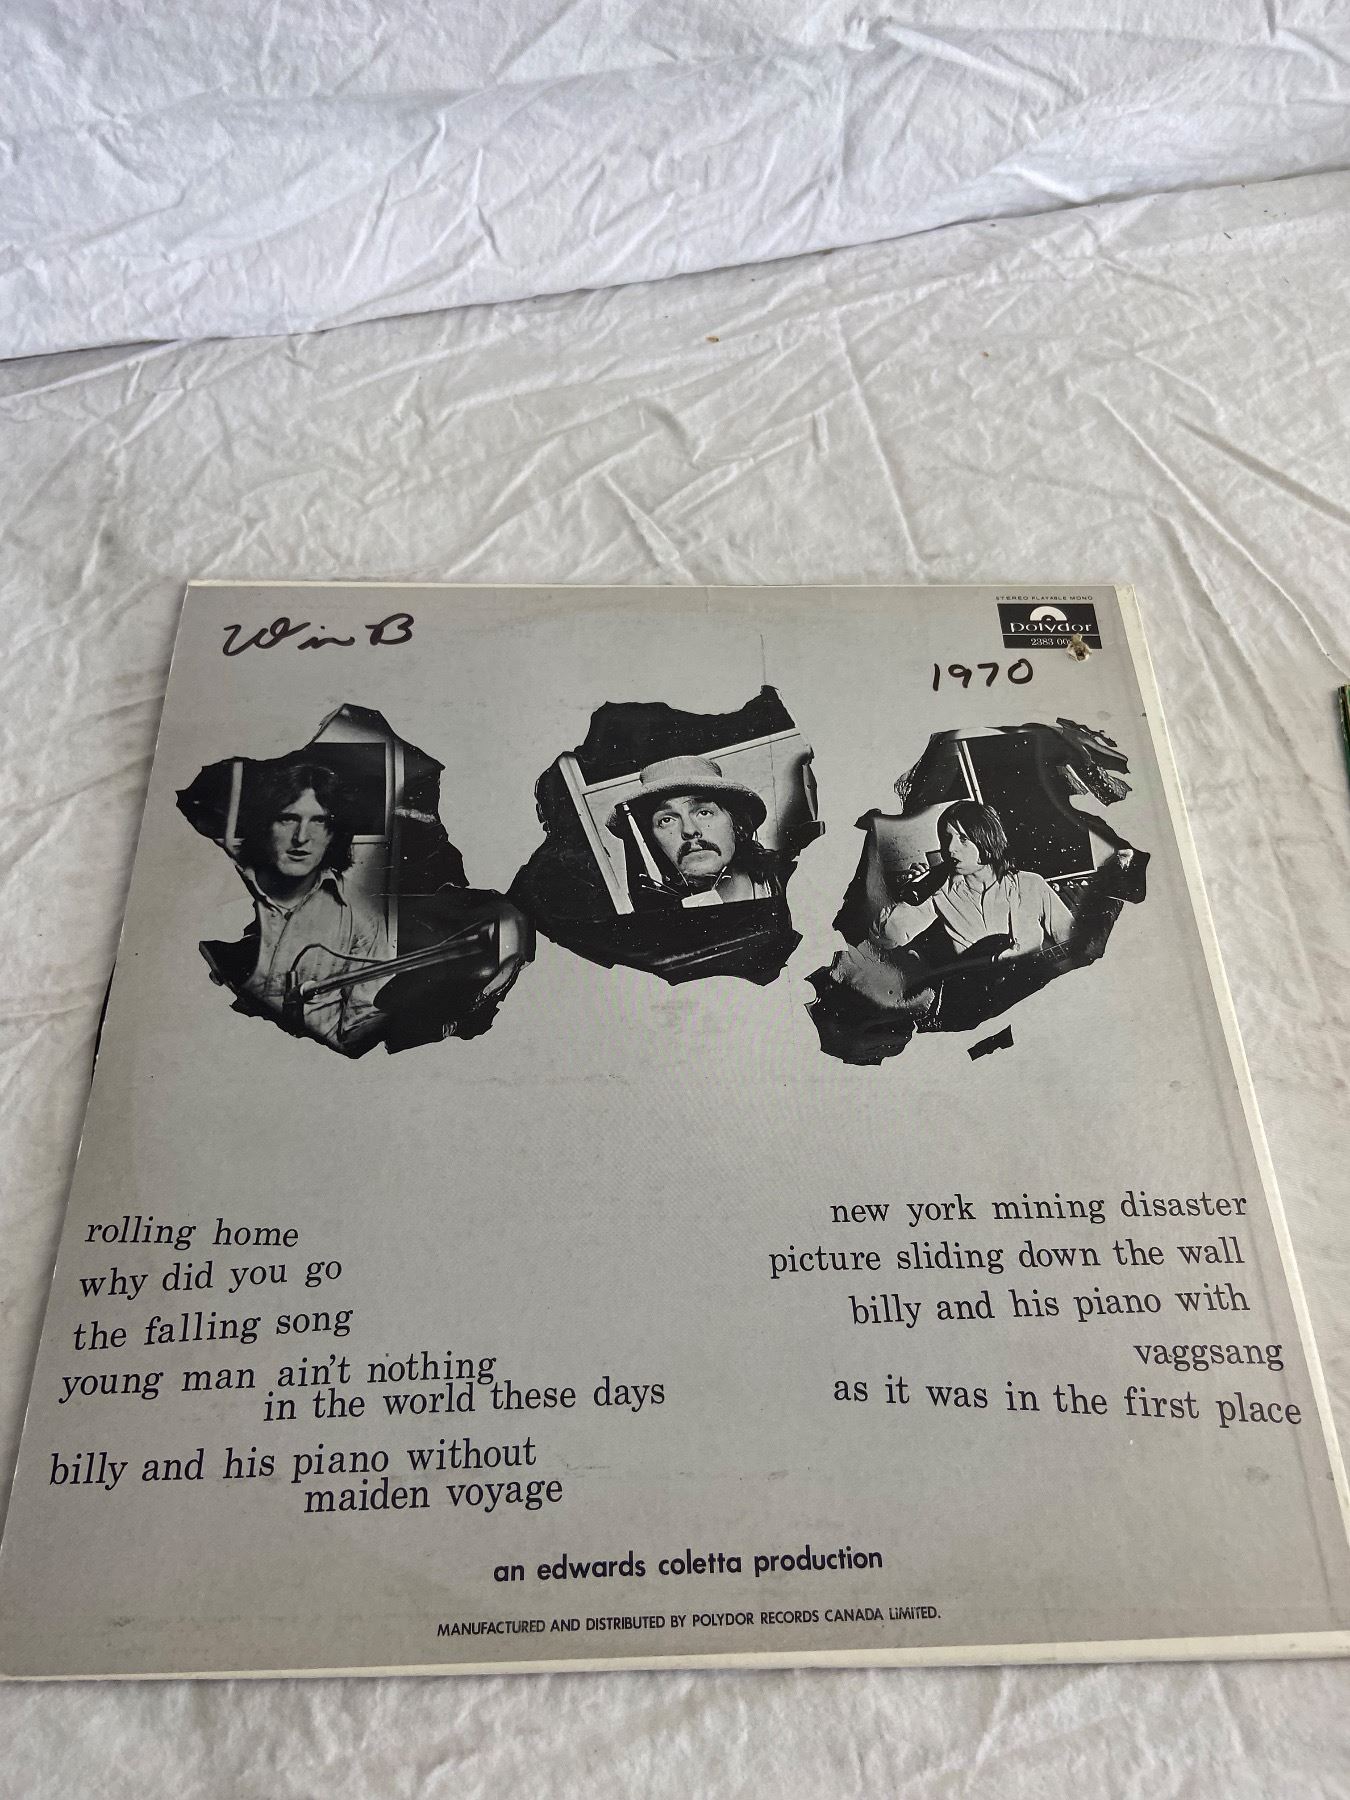 Win B
STEREO PLAYABLE MONO
polydor
2383
1970
rolling home
why did you go
the falling song
young man ain't nothing
in the world these days
billy and his piano without
maiden voyage
new york mining disaster
picture sliding down the wall
billy and his piano with
vaggsang
as it was in the first place
an edwards coletta production
MANUFACTURED AND DISTRIBUTED BY POLYDOR RECORDS CANADA LIMITED.